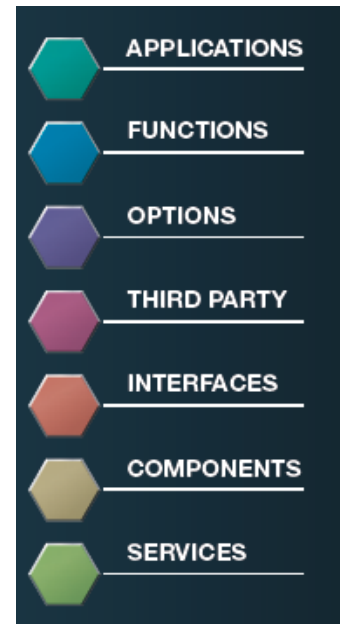 APPLICATIONS
FUNCTIONS
OPTIONS
THIRD PARTY
INTERFACES
COMPONENTS
SERVICES